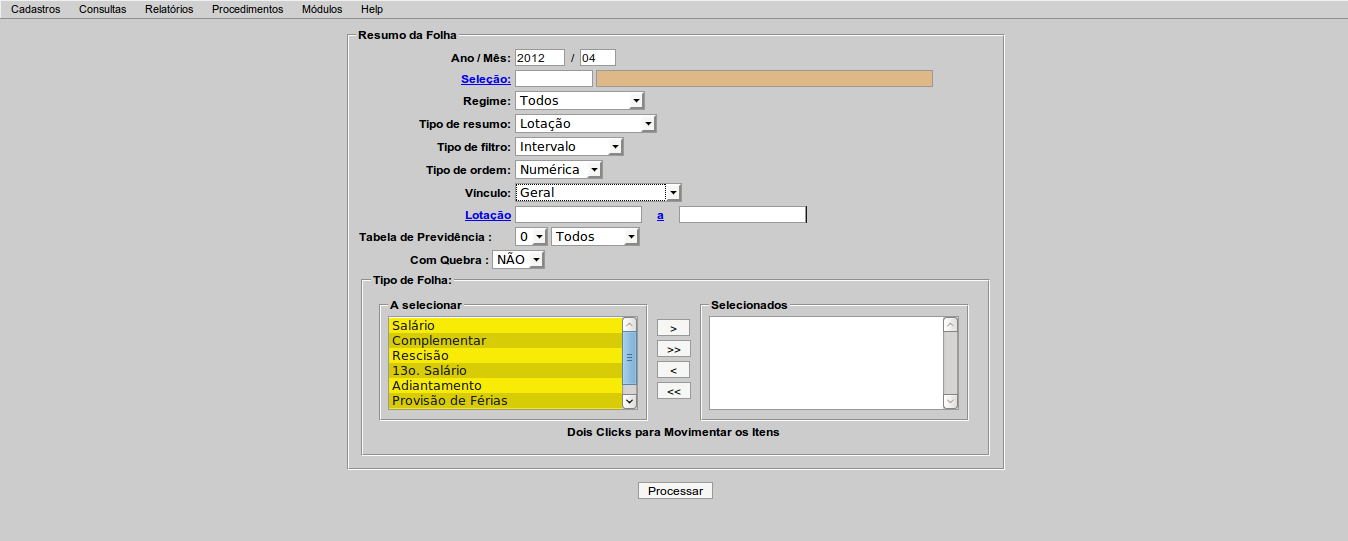 Cadastros Consultas Relatórios Procedimentos Módulos Help
Resumo da Folha
Ano / Mês: 2012 / 04
Seleção:
Regime: Todos
Tipo de resumo: Lotação
Tipo de filtro: Intervalo
Tipo de ordem: Numérica
Vínculo: Geral
Lotação a
Tabela de Previdência : 0 Todos
Com Quebra : NÃO
Tipo de Folha:
A selecionar
Salário
Complementar
Rescisão
13o. Salário
Adiantamento
Provisão de Férias
>
>>
<
<<
Selecionados
Dois Clicks para Movimentar os Itens
Processar